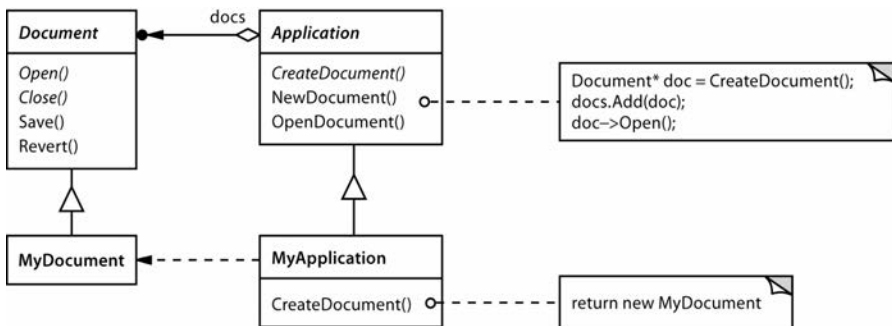 docs
Document
Open()
Close()
Save()
Revert()
Application
CreateDocument()
NewDocument()
OpenDocument()
Document* doc = CreateDocument();
docs.Add(doc);
doc->Open();
MyDocument
MyApplication
CreateDocument()
return new MyDocument